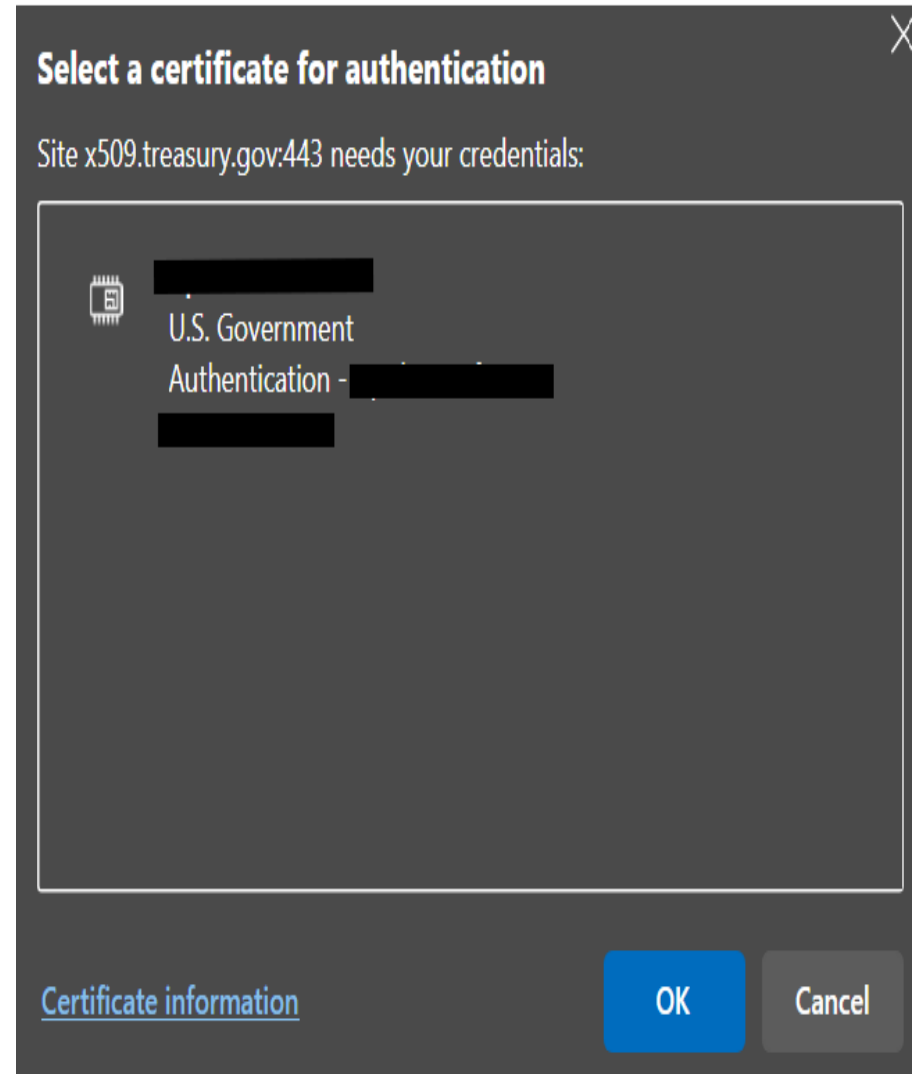 Select a certificate for authentication
Site x509.treasury.gov:443 needs your credentials:
U.S. Government
Authentication -
Certificate information
OK
Cancel